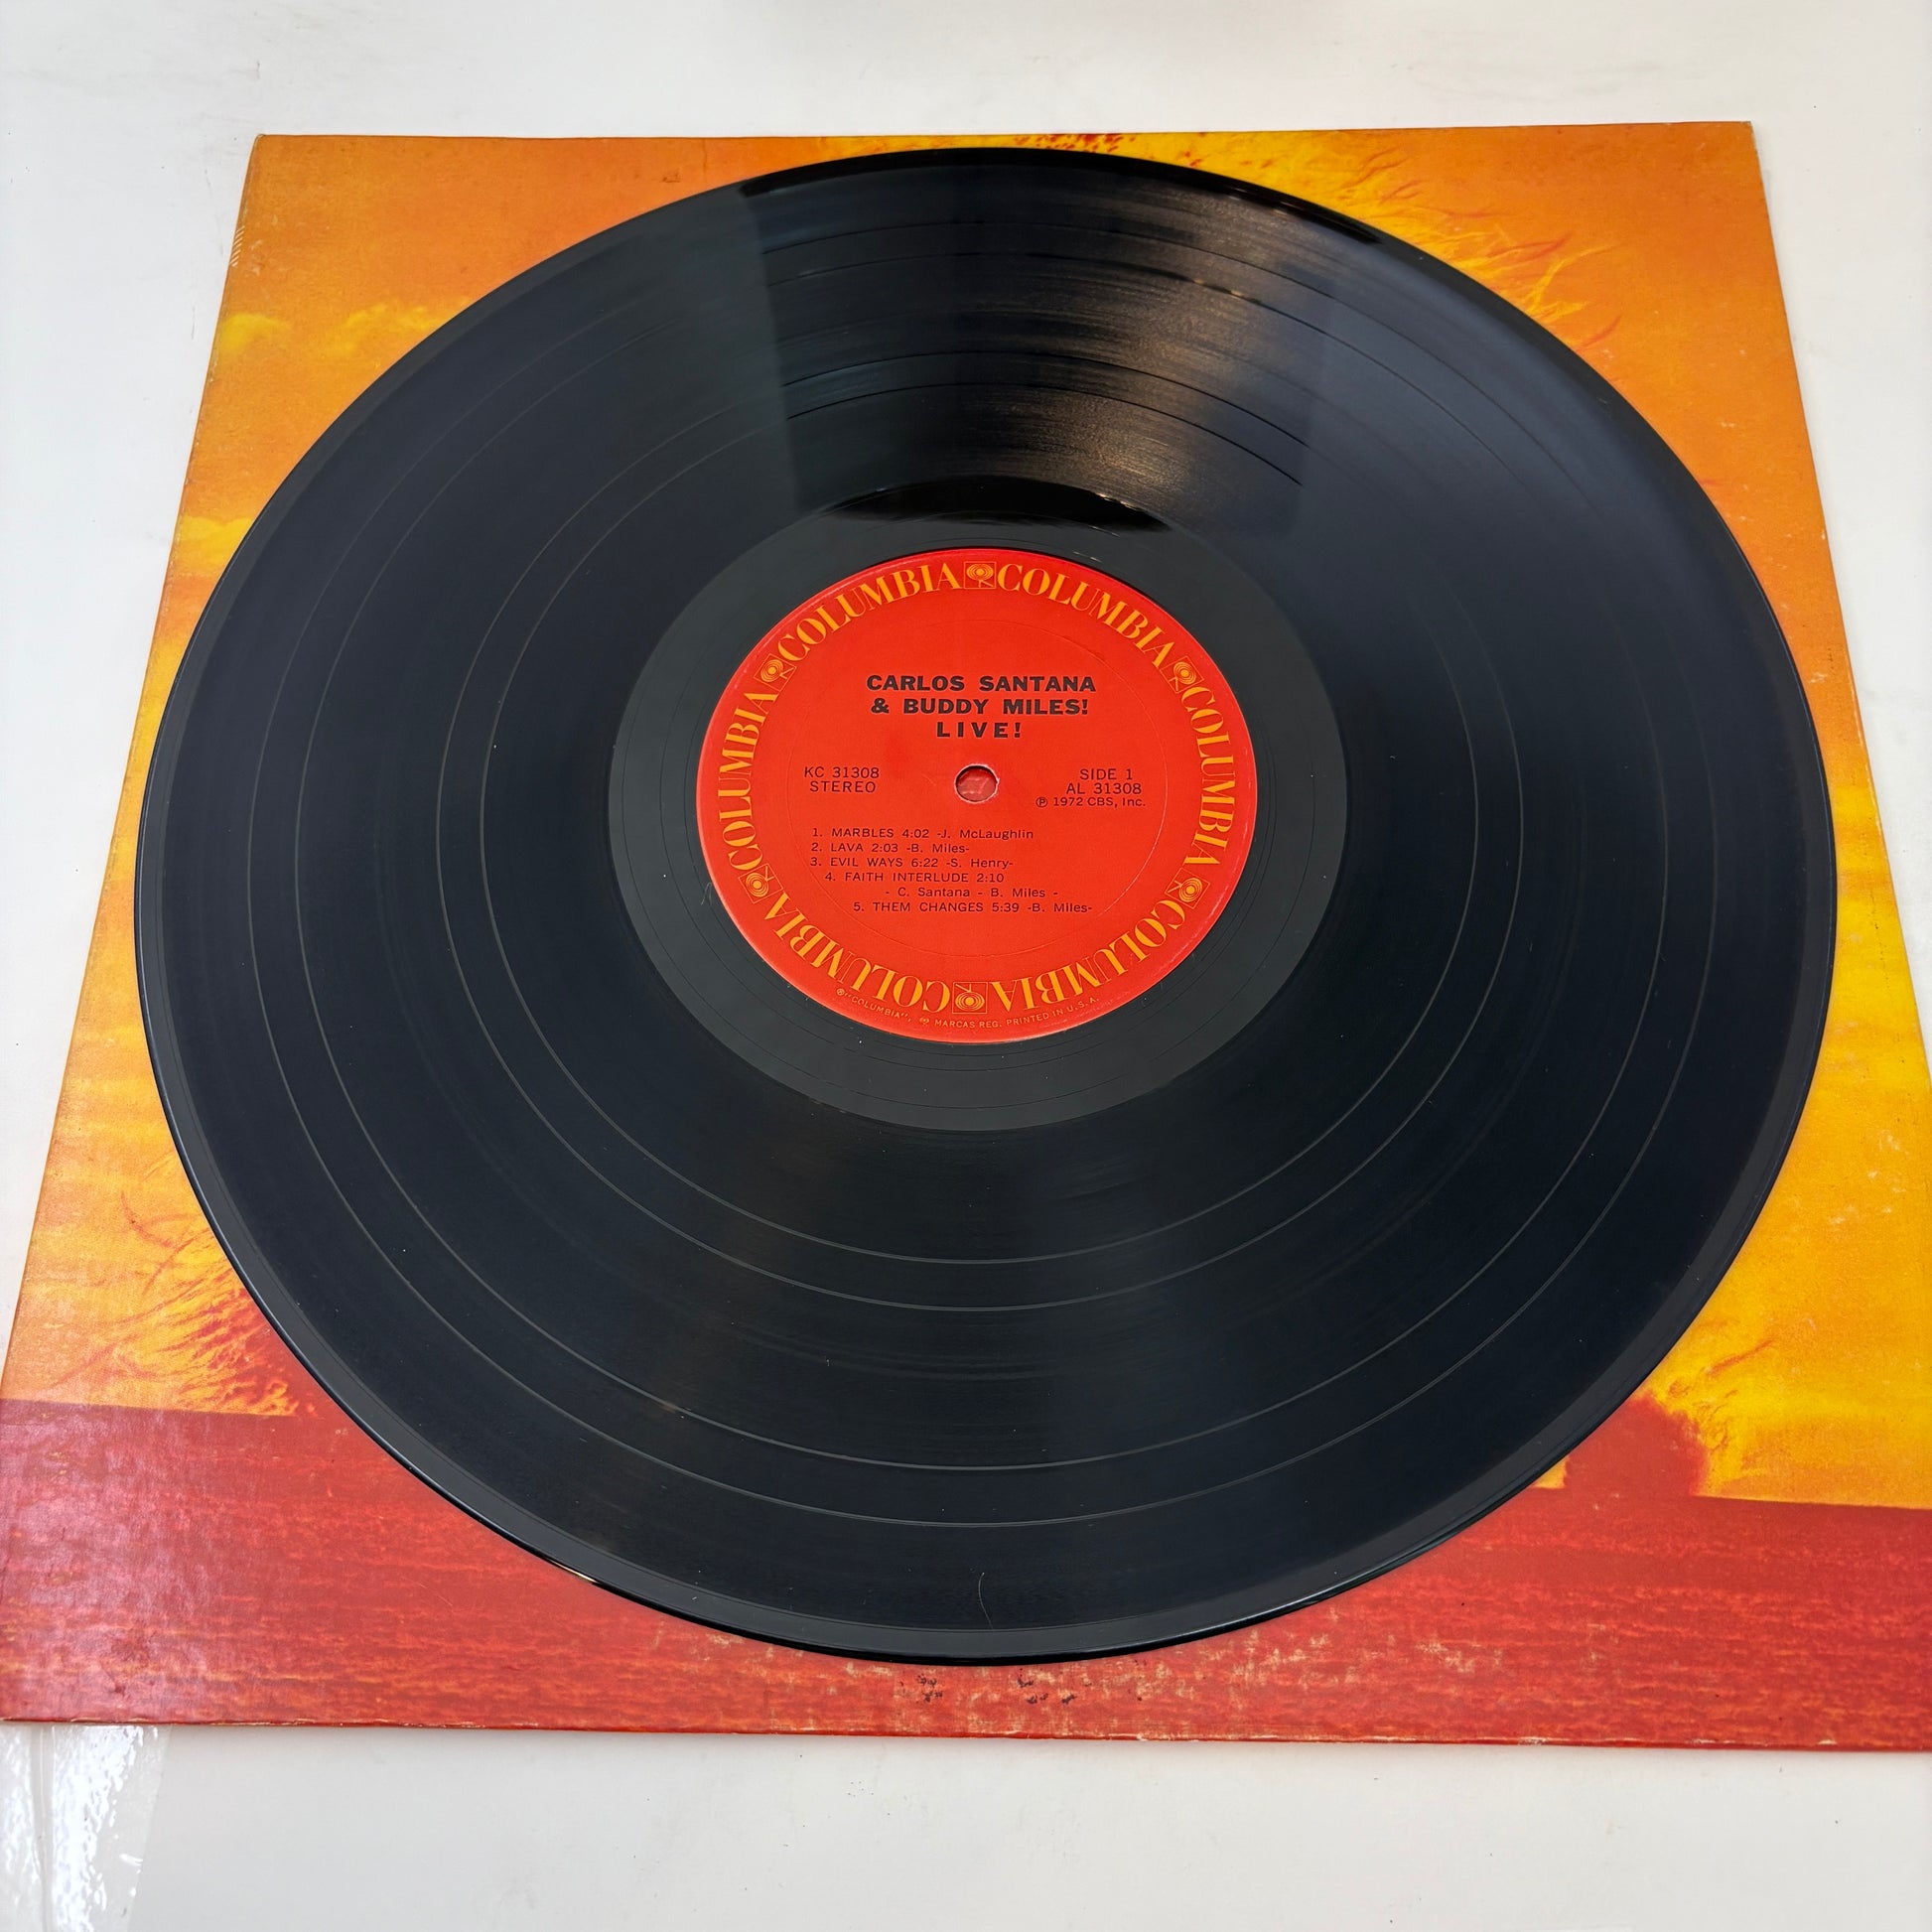 COLUMBIA COLUMBIA COLUMBIA COLUMBIA COLUMBIA COLUMBIA
CARLOS SANTANA
& BUDDY MILES!
LIVE!
KC 31308
STEREO
SIDE 1
AL 31308
℗ 1972 CBS, Inc.
1. MARBLES 4:02 -J. McLaughlin
2. LAVA 2:03 -B. Miles-
3. EVIL WAYS 6:22 -S. Henry-
4. FAITH INTERLUDE 2:10
- C. Santana - B. Miles -
5. THEM CHANGES 5:39 -B. Miles-
®"COLUMBIA", MARCAS REG. PRINTED IN U.S.A.